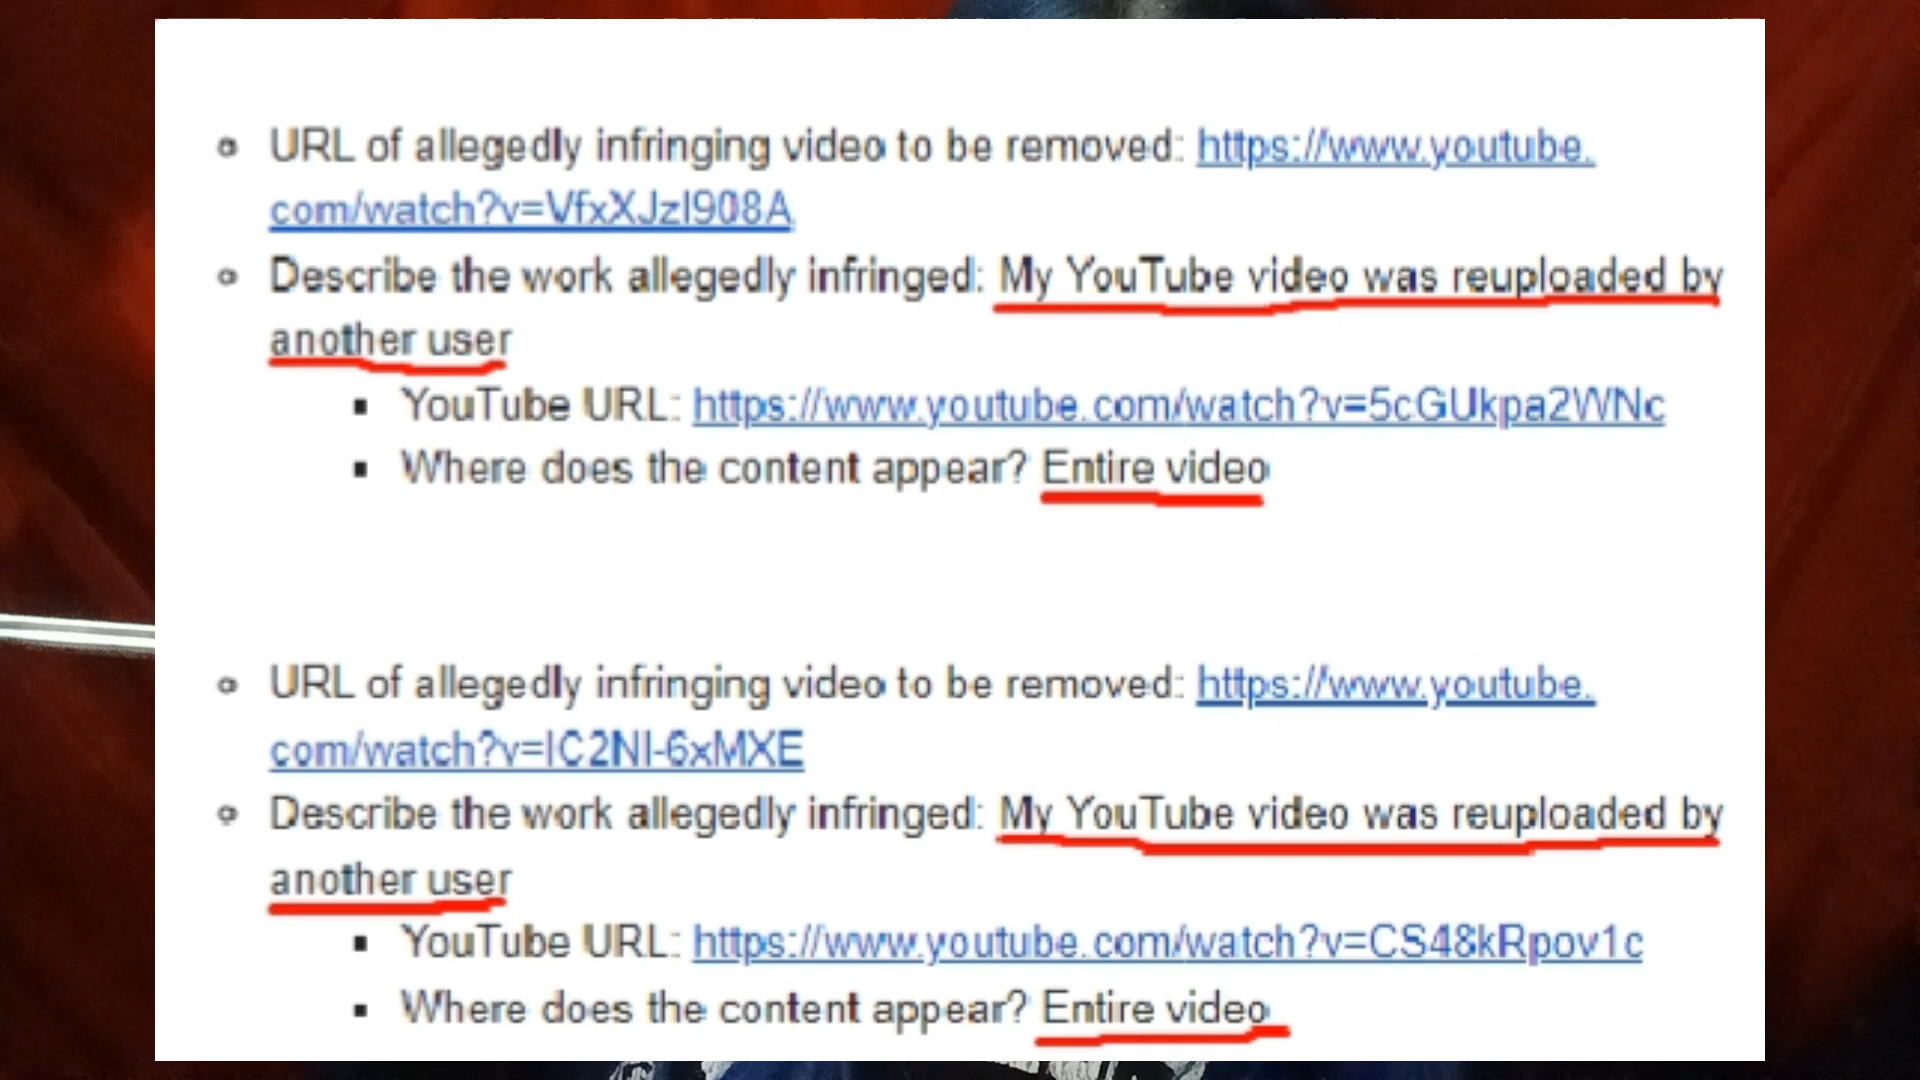 URL of allegedly infringing video to be removed: https://www.youtube.
com/watch?v=VfxXJzI908A
Describe the work allegedly infringed: My YouTube video was reuploaded by
another user
YouTube URL: https://www.youtube.com/watch?v=5cGUkpa2WNc
Where does the content appear? Entire video
URL of allegedly infringing video to be removed: https://www.youtube.
com/watch?v=IC2NI-6xMXE
Describe the work allegedly infringed: My YouTube video was reuploaded by
another user
YouTube URL: https://www.youtube.com/watch?v=CS48kRpov1c
Where does the content appear? Entire video